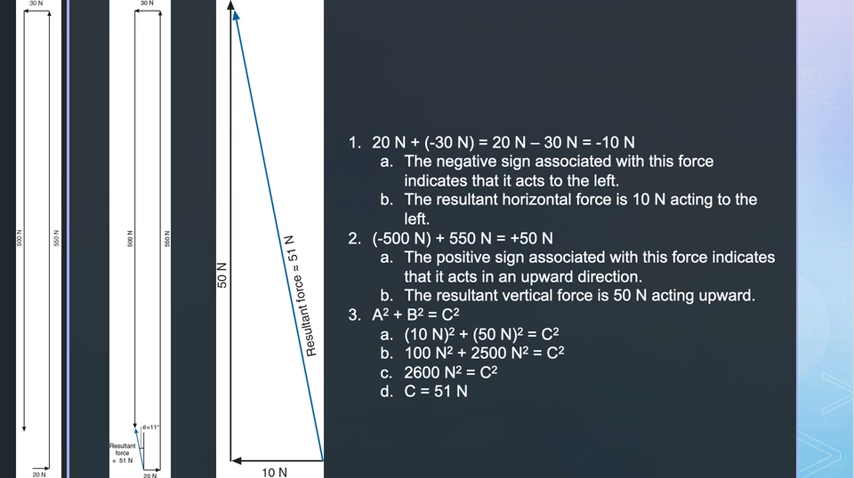 30 N
500 N
550 N
20 N
30 N
500 N
550 N
θ=11°
Resultant
force
≈ 51 N
20 N
50 N
Resultant force ≈ 51 N
10 N
1. 20 N + (-30 N) = 20 N – 30 N = -10 N
a. The negative sign associated with this force
indicates that it acts to the left.
b. The resultant horizontal force is 10 N acting to the
left.
2. (-500 N) + 550 N = +50 N
a. The positive sign associated with this force indicates
that it acts in an upward direction.
b. The resultant vertical force is 50 N acting upward.
3. A² + B² = C²
a. (10 N)² + (50 N)² = C²
b. 100 N² + 2500 N² = C²
c. 2600 N² = C²
d. C = 51 N